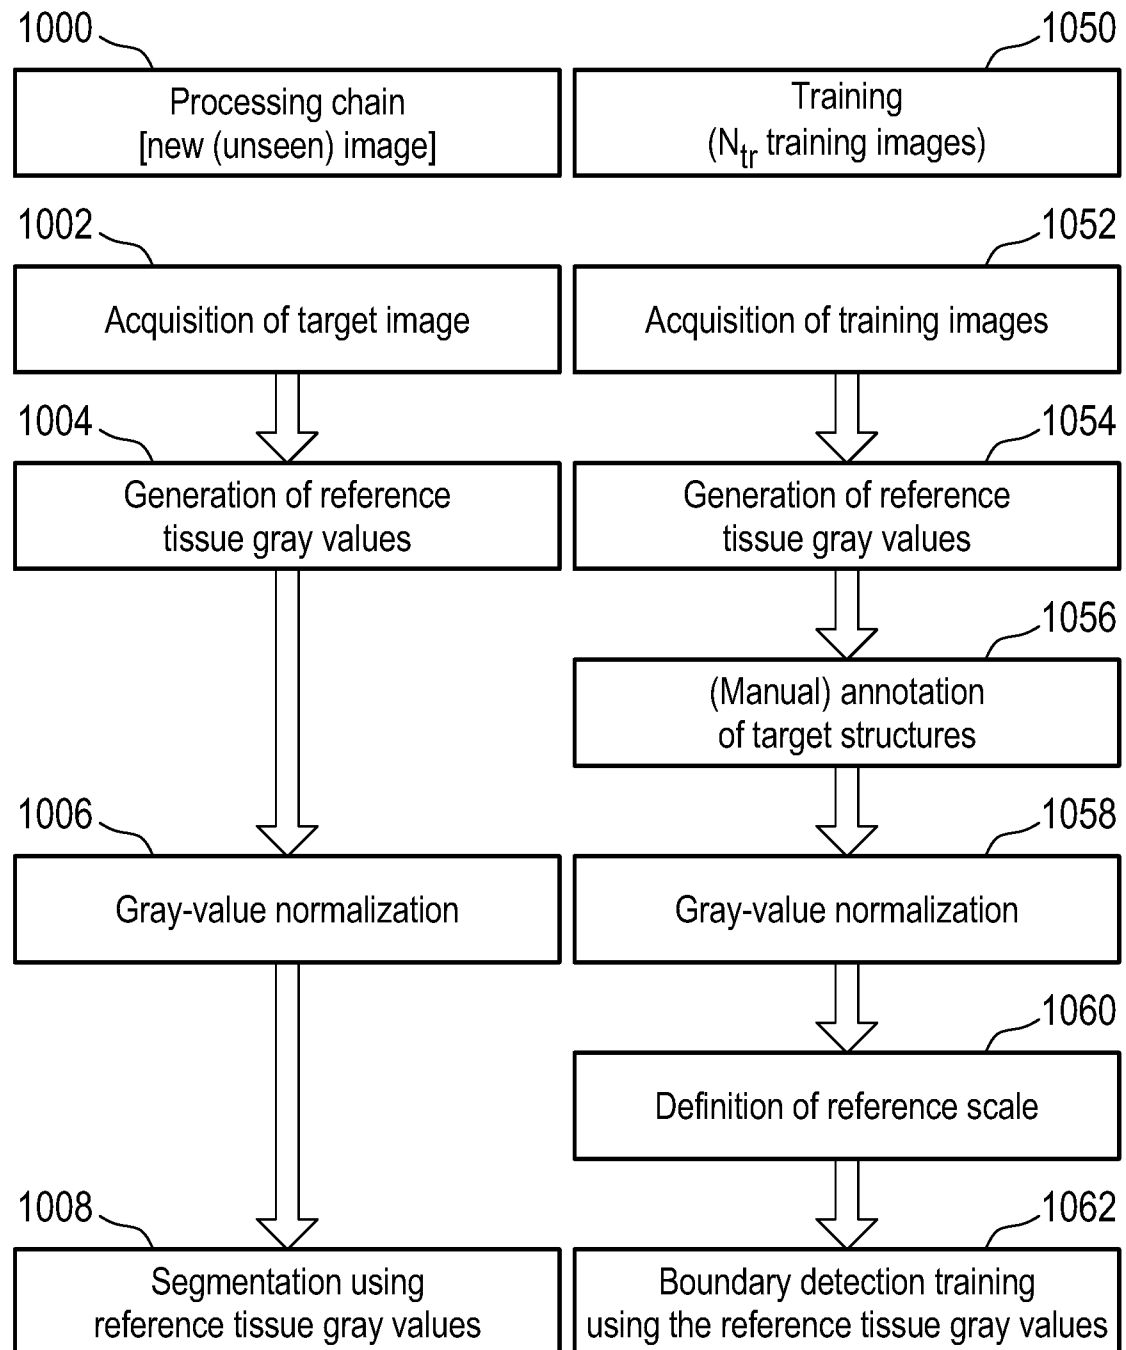 1000
1050
Processing chain
[new (unseen) image]
Training
(Ntr training images)
1002
1052
Acquisition of target image
Acquisition of training images
1004
1054
Generation of reference
tissue gray values
Generation of reference
tissue gray values
1056
(Manual) annotation
of target structures
1006
1058
Gray-value normalization
Gray-value normalization
1060
Definition of reference scale
1008
1062
Segmentation using
reference tissue gray values
Boundary detection training
using the reference tissue gray values